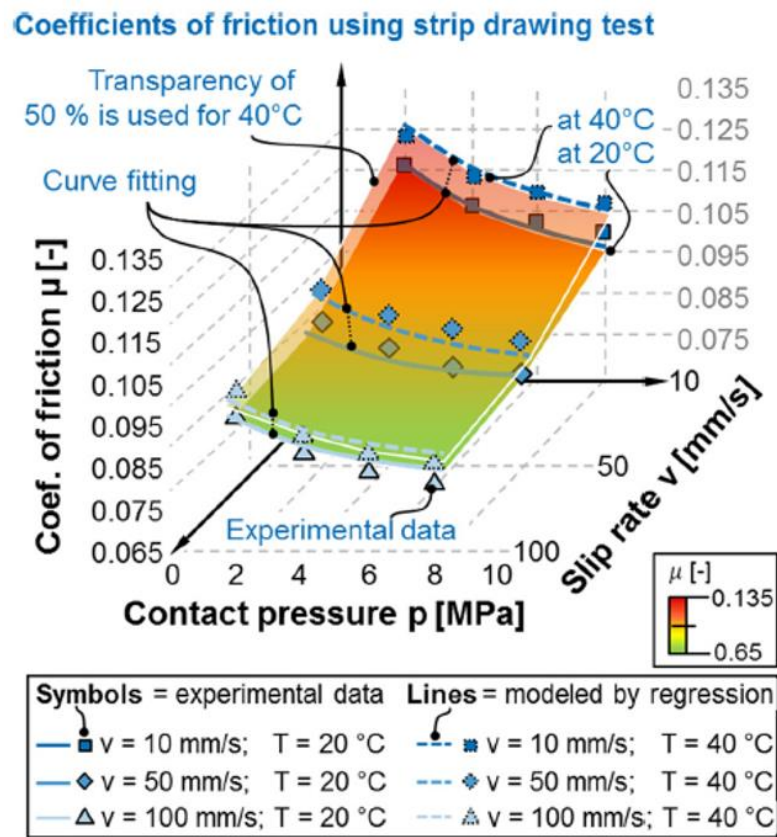 Coefficients of friction using strip drawing test
Transparency of
50 % is used for 40°C
Curve fitting
at 40°C
at 20°C
0.135
0.125
0.115
0.105
0.095
0.085
0.075
10
50
100
Slip rate v [mm/s]
Coef. of friction μ [-]
0.135
0.125
0.115
0.105
0.095
0.085
0.075
0.065
Experimental data
0
2
4
6
8
10
Contact pressure p [MPa]
μ [-]
0.135
0.65
Symbols = experimental data
v = 10 mm/s; T = 20 °C
v = 50 mm/s; T = 20 °C
v = 100 mm/s; T = 20 °C
Lines = modeled by regression
v = 10 mm/s; T = 40 °C
v = 50 mm/s; T = 40 °C
v = 100 mm/s; T = 40 °C